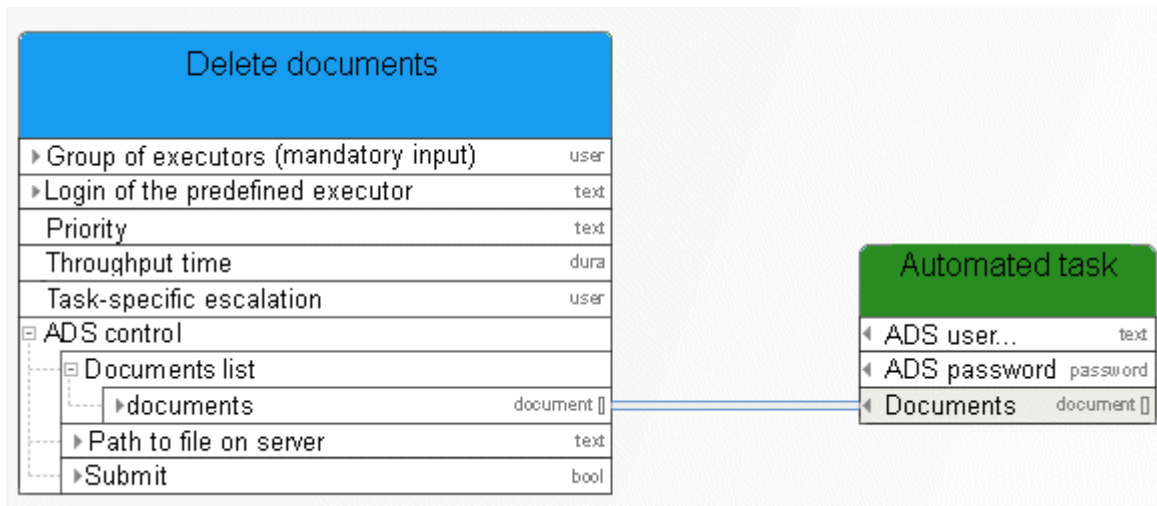 Delete documents
Group of executors (mandatory input) user
Login of the predefined executor text
Priority text
Throughput time dura
Task-specific escalation user
ADS control
Documents list
documents document []
Path to file on server text
Submit bool
Automated task
ADS user... text
ADS password password
Documents document []